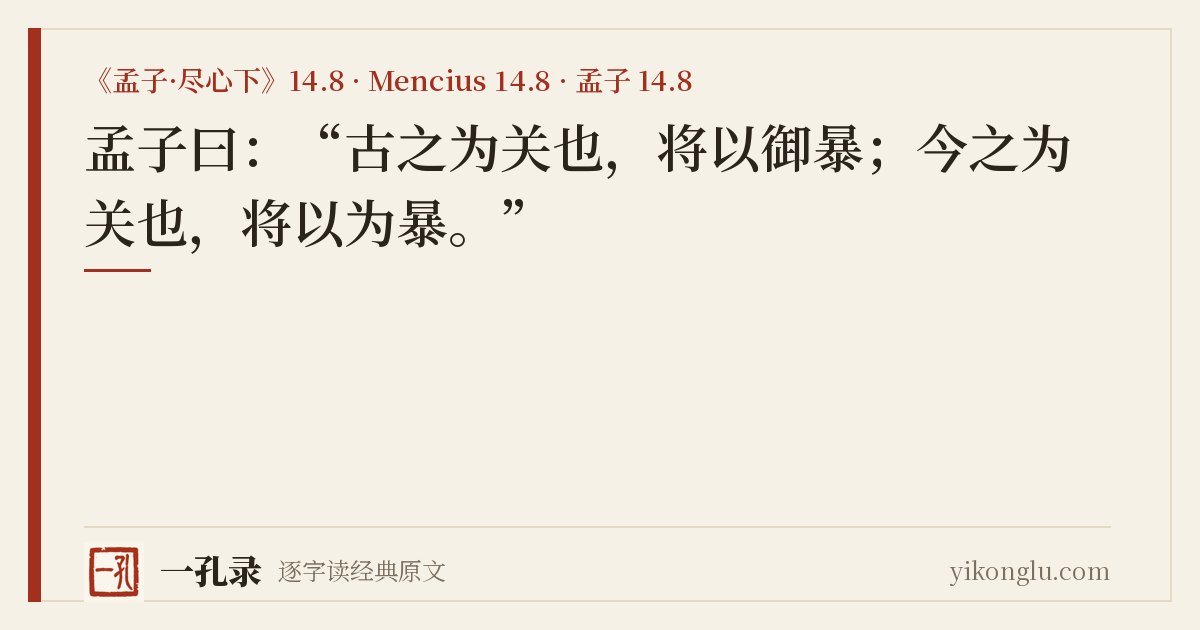 《孟子·尽心下》14.8 · Mencius 14.8 · 孟子 14.8
孟子曰：“古之为关也，将以御暴；今之为
关也，将以为暴。”
一孔
一孔录 逐字读经典原文 yikonglu.com